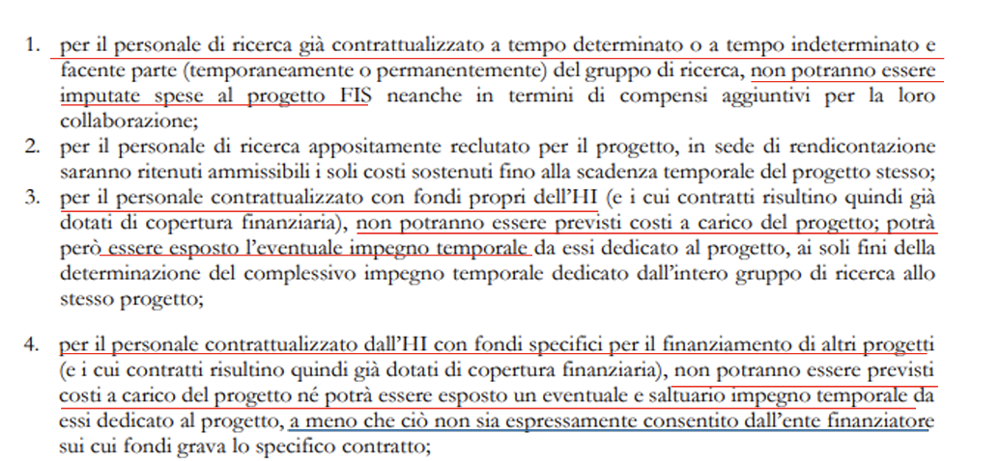 1. per il personale di ricerca già contrattualizzato a tempo determinato o a tempo indeterminato e
facente parte (temporaneamente o permanentemente) del gruppo di ricerca, non potranno essere
imputate spese al progetto FIS neanche in termini di compensi aggiuntivi per la loro
collaborazione;
2. per il personale di ricerca appositamente reclutato per il progetto, in sede di rendicontazione
saranno ritenuti ammissibili i soli costi sostenuti fino alla scadenza temporale del progetto stesso;
3. per il personale contrattualizzato con fondi propri dell'HI (e i cui contratti risultino quindi già
dotati di copertura finanziaria), non potranno essere previsti costi a carico del progetto; potrà
però essere esposto l'eventuale impegno temporale da essi dedicato al progetto, ai soli fini della
determinazione del complessivo impegno temporale dedicato dall'intero gruppo di ricerca allo
stesso progetto;
4. per il personale contrattualizzato dall'HI con fondi specifici per il finanziamento di altri progetti
(e i cui contratti risultino quindi già dotati di copertura finanziaria), non potranno essere previsti
costi a carico del progetto né potrà essere esposto un eventuale e saltuario impegno temporale da
essi dedicato al progetto, a meno che ciò non sia espressamente consentito dall'ente finanziatore
sui cui fondi grava lo specifico contratto;